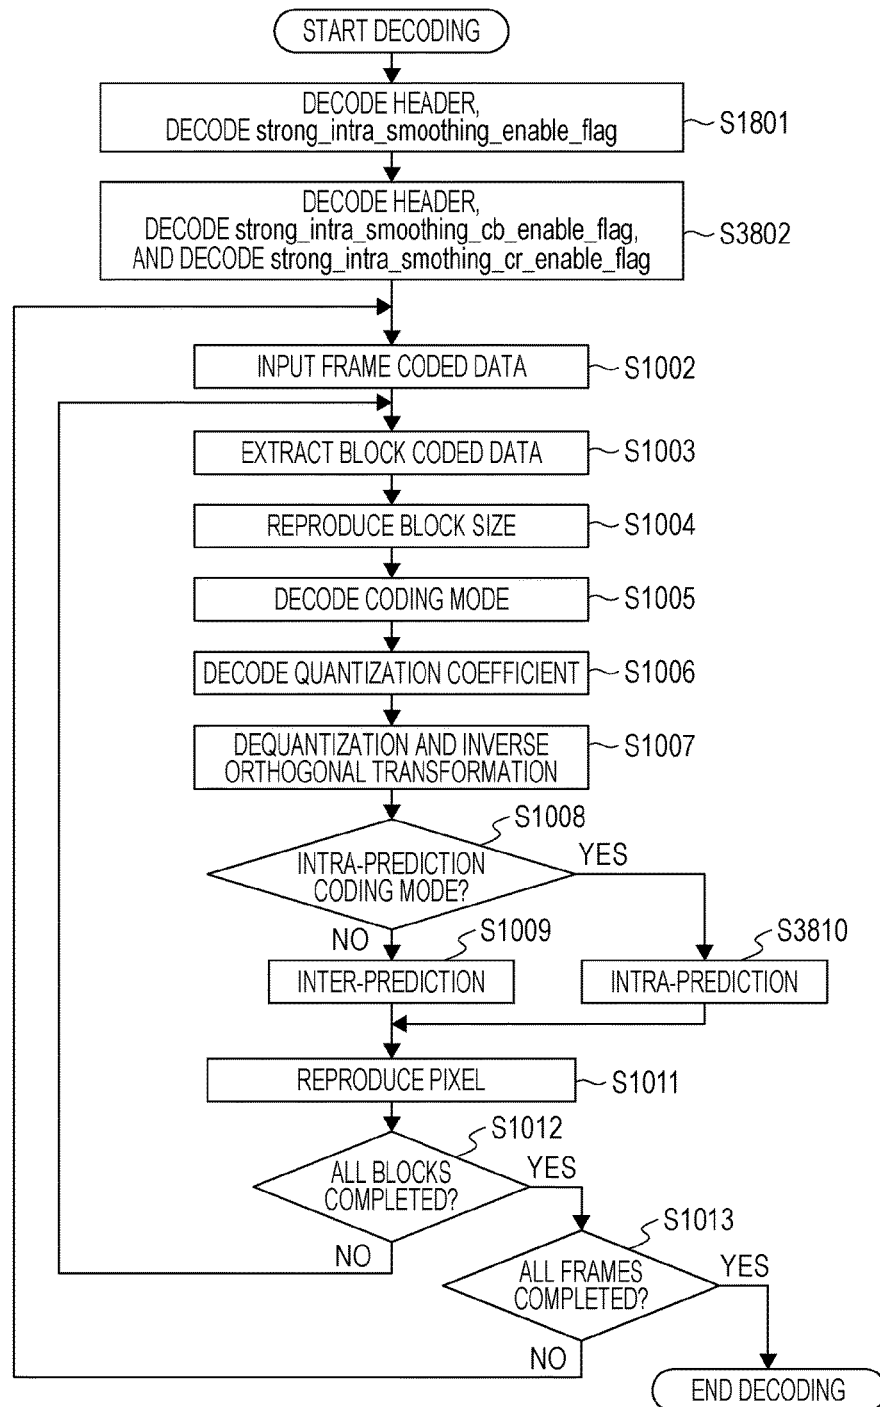 START DECODING
DECODE HEADER,
DECODE strong_intra_smoothing_enable_flag
S1801
DECODE HEADER,
DECODE strong_intra_smoothing_cb_enable_flag,
AND DECODE strong_intra_smothing_cr_enable_flag
S3802
INPUT FRAME CODED DATA
S1002
EXTRACT BLOCK CODED DATA
S1003
REPRODUCE BLOCK SIZE
S1004
DECODE CODING MODE
S1005
DECODE QUANTIZATION COEFFICIENT
S1006
DEQUANTIZATION AND INVERSE
ORTHOGONAL TRANSFORMATION
S1007
S1008
INTRA-PREDICTION
CODING MODE?
YES
NO
S1009
S3810
INTER-PREDICTION
INTRA-PREDICTION
REPRODUCE PIXEL
S1011
S1012
ALL BLOCKS
COMPLETED?
YES
NO
S1013
ALL FRAMES
COMPLETED?
YES
NO
END DECODING